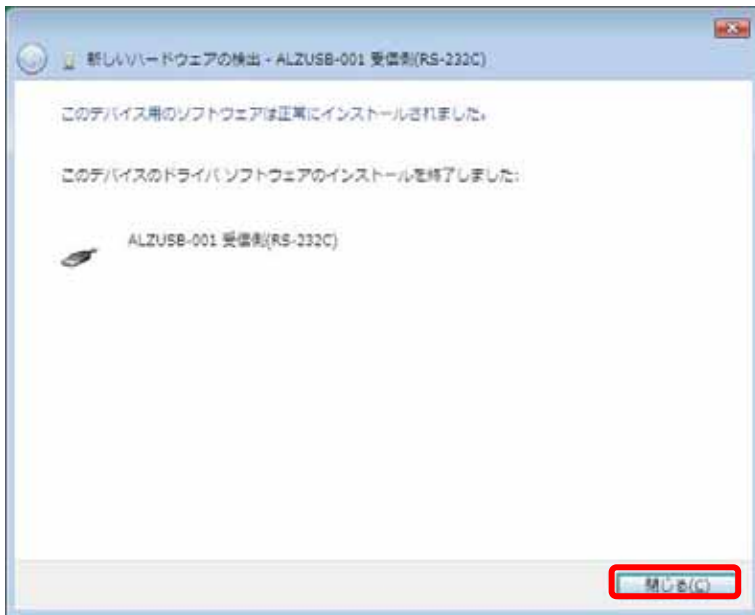 新しいハードウェアの検出 - ALZUSB-001 受信側(RS-232C)
このデバイス用のソフトウェアは正常にインストールされました。
このデバイスのドライバ ソフトウェアのインストールを終了しました:
ALZUSB-001 受信側(RS-232C)
閉じる(C)